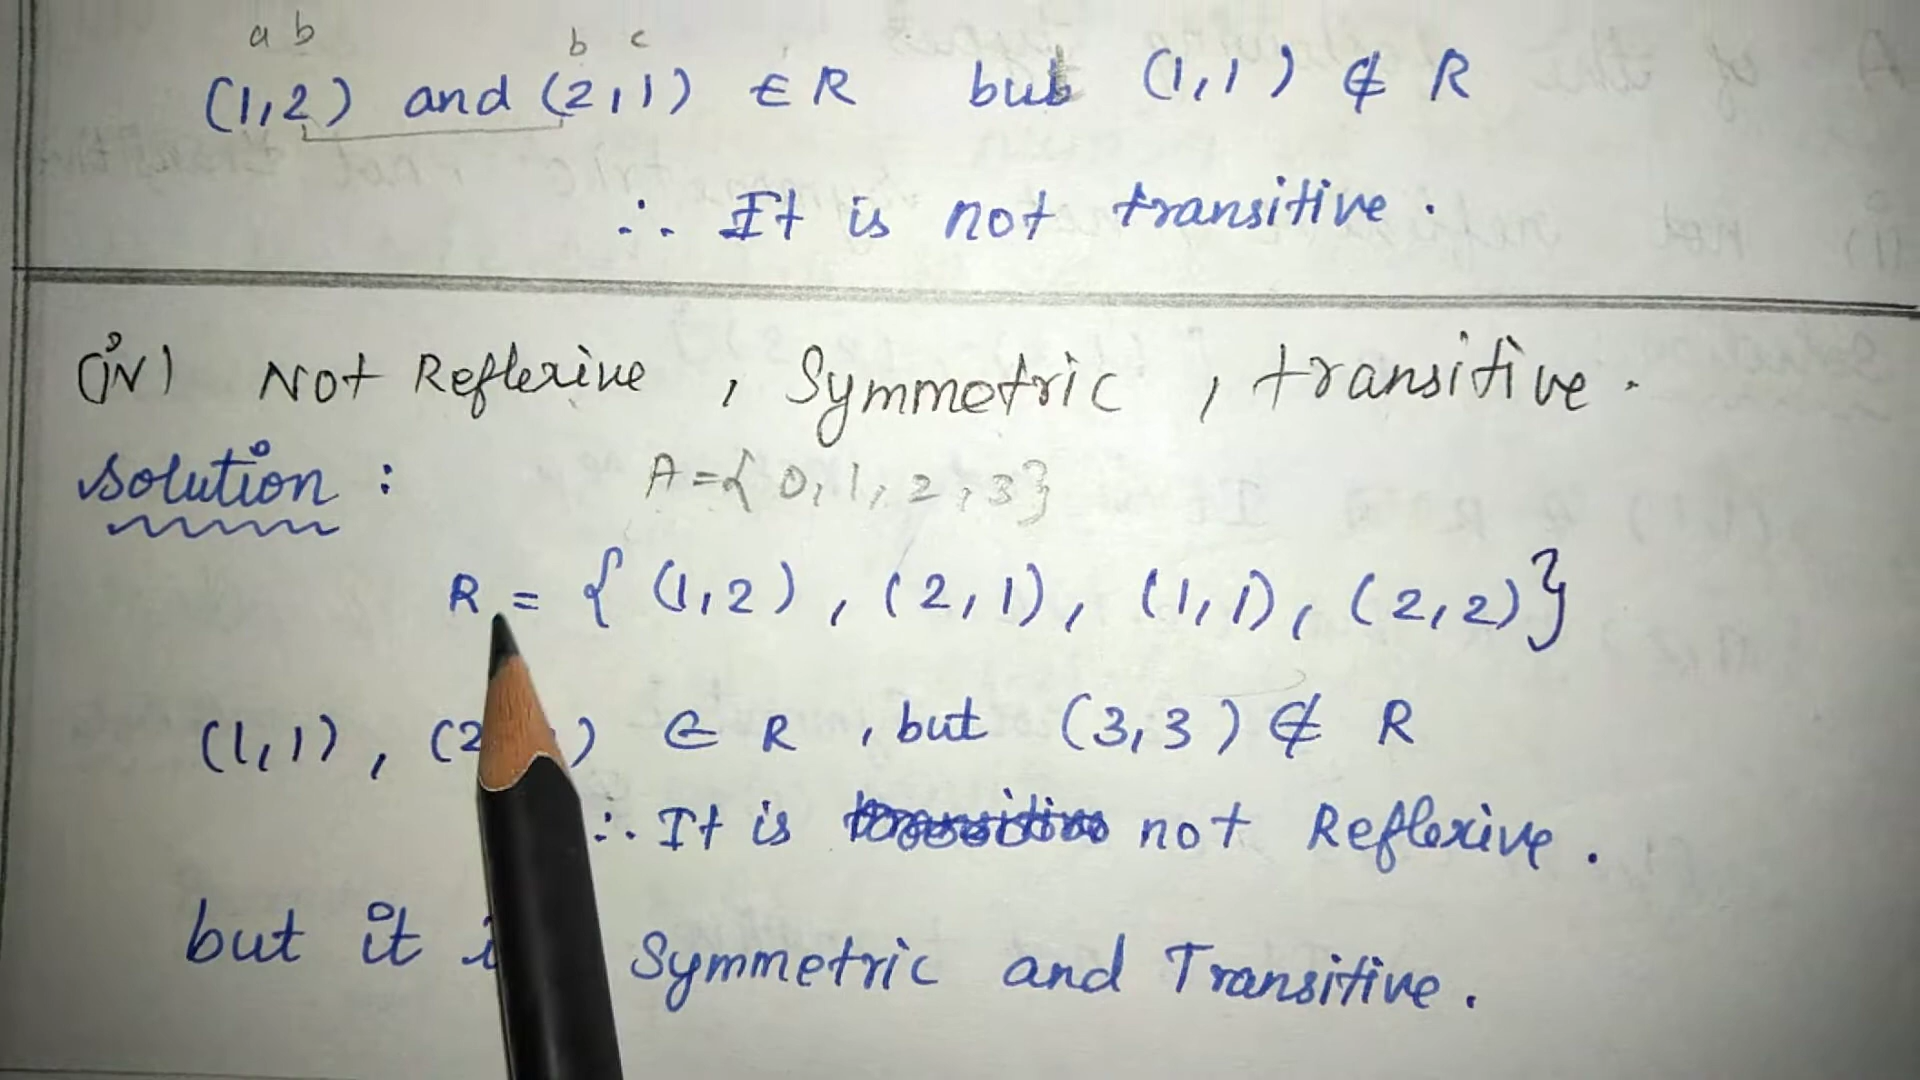 a b b c
(1,2) and (2,1) ∈ R but (1,1) ∉ R
∴ It is not transitive.
(iv) Not Reflexive, Symmetric, transitive.
Solution : A={0,1,2,3}
R = { (1,2), (2,1), (1,1), (2,2)}
(1,1), (2 ) ∈ R, but (3,3) ∉ R
∴ It is not Reflexive.
but it Symmetric and Transitive.